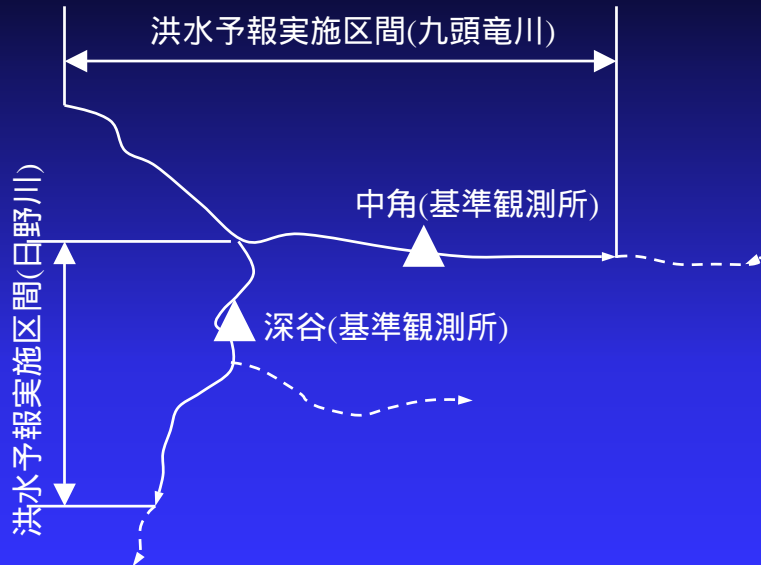 洪水予報実施区間(九頭竜川)
中角(基準観測所)
洪水予報実施区間(日野川)
深谷(基準観測所)